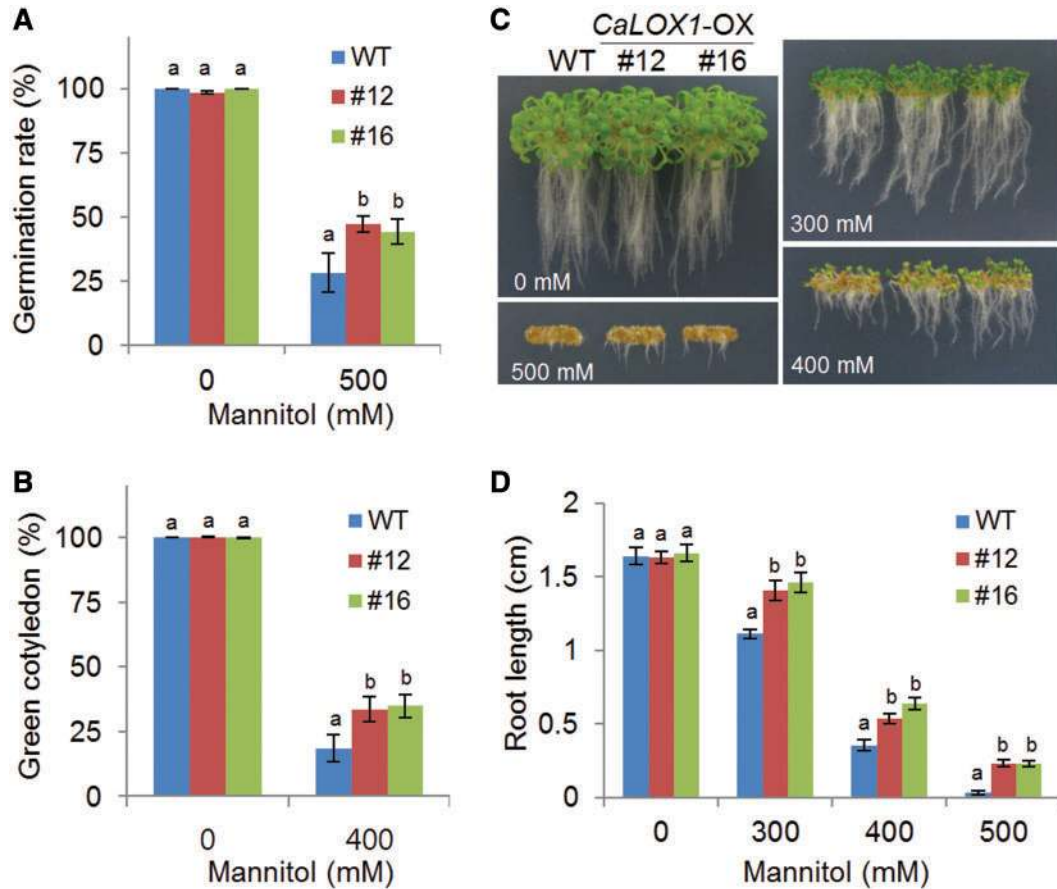 A
Germination rate (%)
100
75
50
25
0
a a a
a b b
WT
#12
#16
0 500
Mannitol (mM)
B
Green cotyledon (%)
100
75
50
25
0
a a a
a b b
WT
#12
#16
0 400
Mannitol (mM)
C
CaLOX1-OX
WT #12 #16
0 mM
500 mM
300 mM
400 mM
D
Root length (cm)
2
1.5
1
0.5
0
a a a
a b b
a b b
a b b
WT
#12
#16
0 300 400 500
Mannitol (mM)